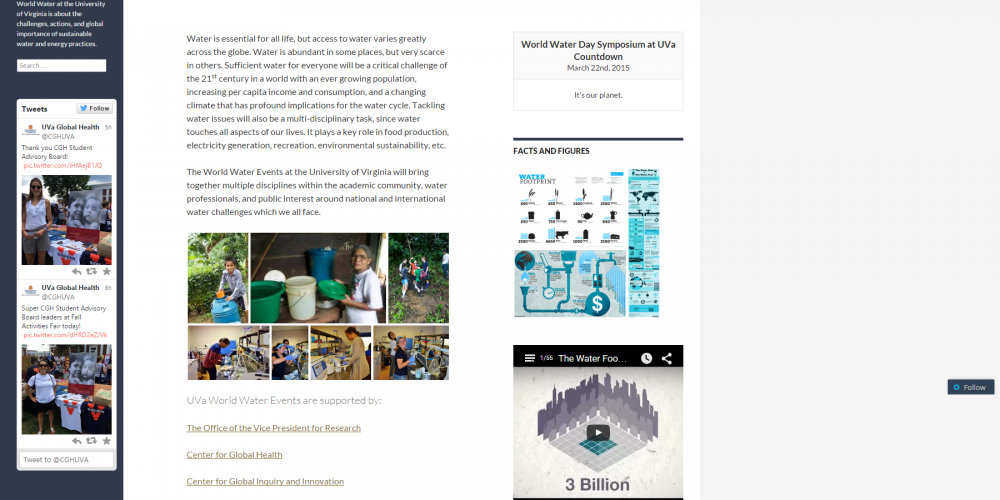 World Water at the University
of Virginia is about the
challenges, actions, and global
importance of sustainable
water and energy practices.
Search …
Tweets
Follow
UVa Global Health 5h
@CGHUVA
Thank you CGH Student
Advisory Board!
pic.twitter.com/iHfAejB1JQ
UVa Global Health 6h
@CGHUVA
Super CGH Student Advisory
Board leaders at Fall
Activities Fair today!
pic.twitter.com/dHRD2eZJVk
Tweet to @CGHUVA
Water is essential for all life, but access to water varies greatly
across the globe. Water is abundant in some places, but very scarce
in others. Sufficient water for everyone will be a critical challenge of
the 21st century in a world with an ever growing population,
increasing per capita income and consumption, and a changing
climate that has profound implications for the water cycle. Tackling
water issues will also be a multi-disciplinary task, since water
touches all aspects of our lives. It plays a key role in food production,
electricity generation, recreation, environmental sustainability, etc.
The World Water Events at the University of Virginia will bring
together multiple disciplines within the academic community, water
professionals, and public interest around national and international
water challenges which we all face.
UVa World Water Events are supported by:
The Office of the Vice President for Research
Center for Global Health
Center for Global Inquiry and Innovation
World Water Day Symposium at UVa
Countdown
March 22nd, 2015
It's our planet.
FACTS AND FIGURES
WATER
FOOTPRINT
$
1/55 The Water Foo...
3 Billion
Follow